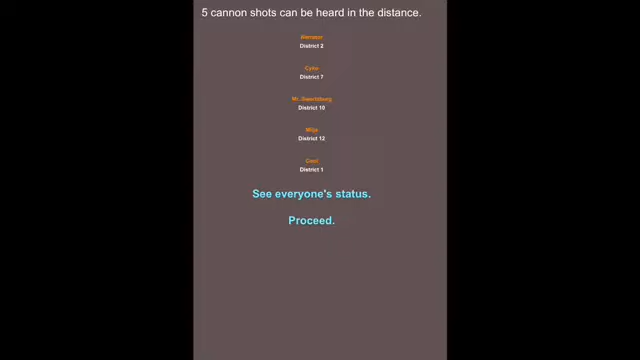 5 cannon shots can be heard in the distance.
District 2
District 7
District 10
District 12
District 1
See everyone's status.
Proceed.